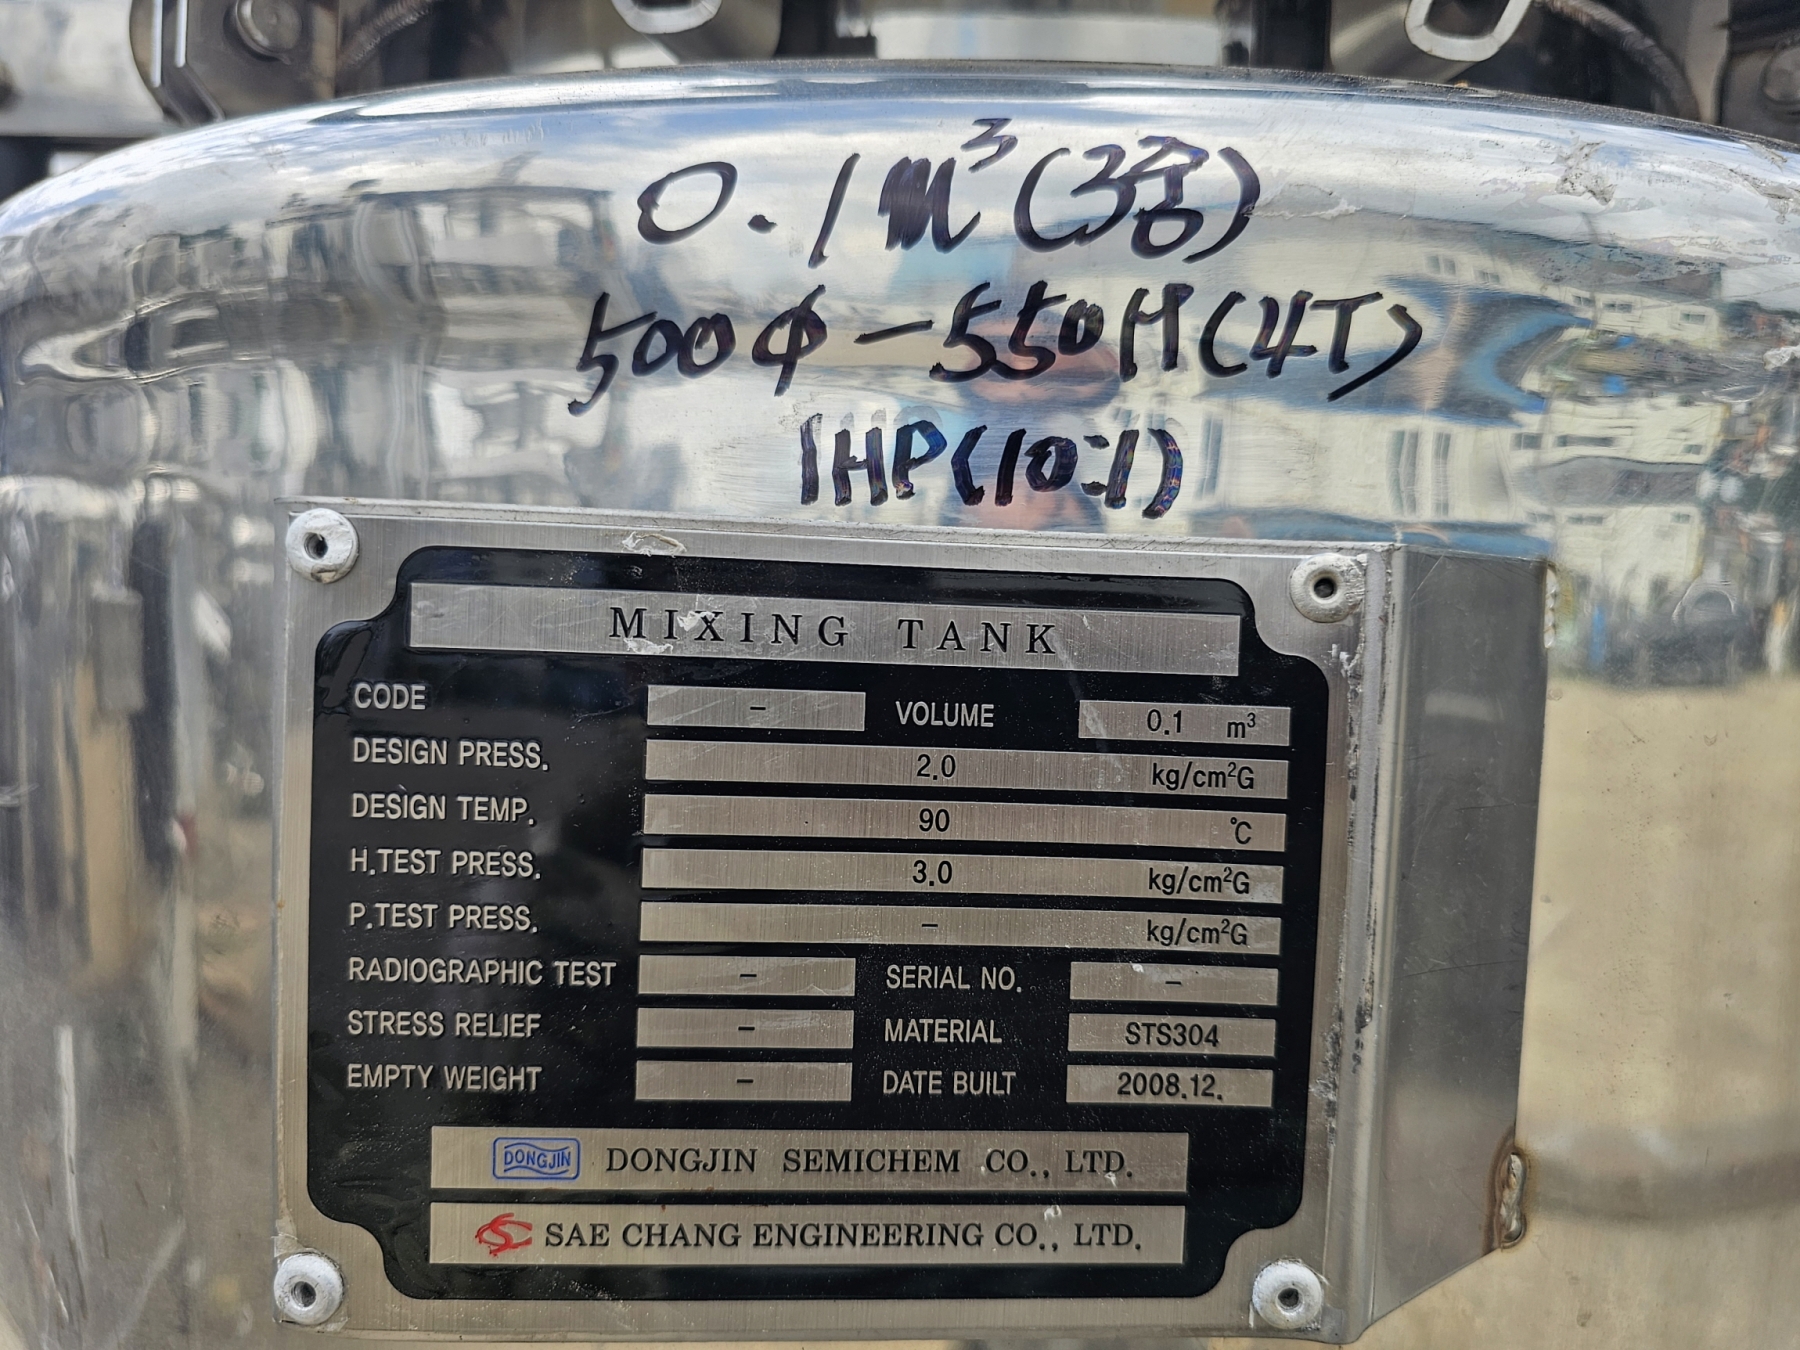 0.1m³(3중)
500Φ-550H(4T)
1HP(10:1)
MIXING TANK
CODE - VOLUME 0.1 m³
DESIGN PRESS. 2.0 kg/cm²G
DESIGN TEMP. 90 ℃
H.TEST PRESS. 3.0 kg/cm²G
P.TEST PRESS. - kg/cm²G
RADIOGRAPHIC TEST - SERIAL NO. -
STRESS RELIEF - MATERIAL STS304
EMPTY WEIGHT - DATE BUILT 2008.12.
DONGJIN DONGJIN SEMICHEM CO., LTD.
SC SAE CHANG ENGINEERING CO., LTD.